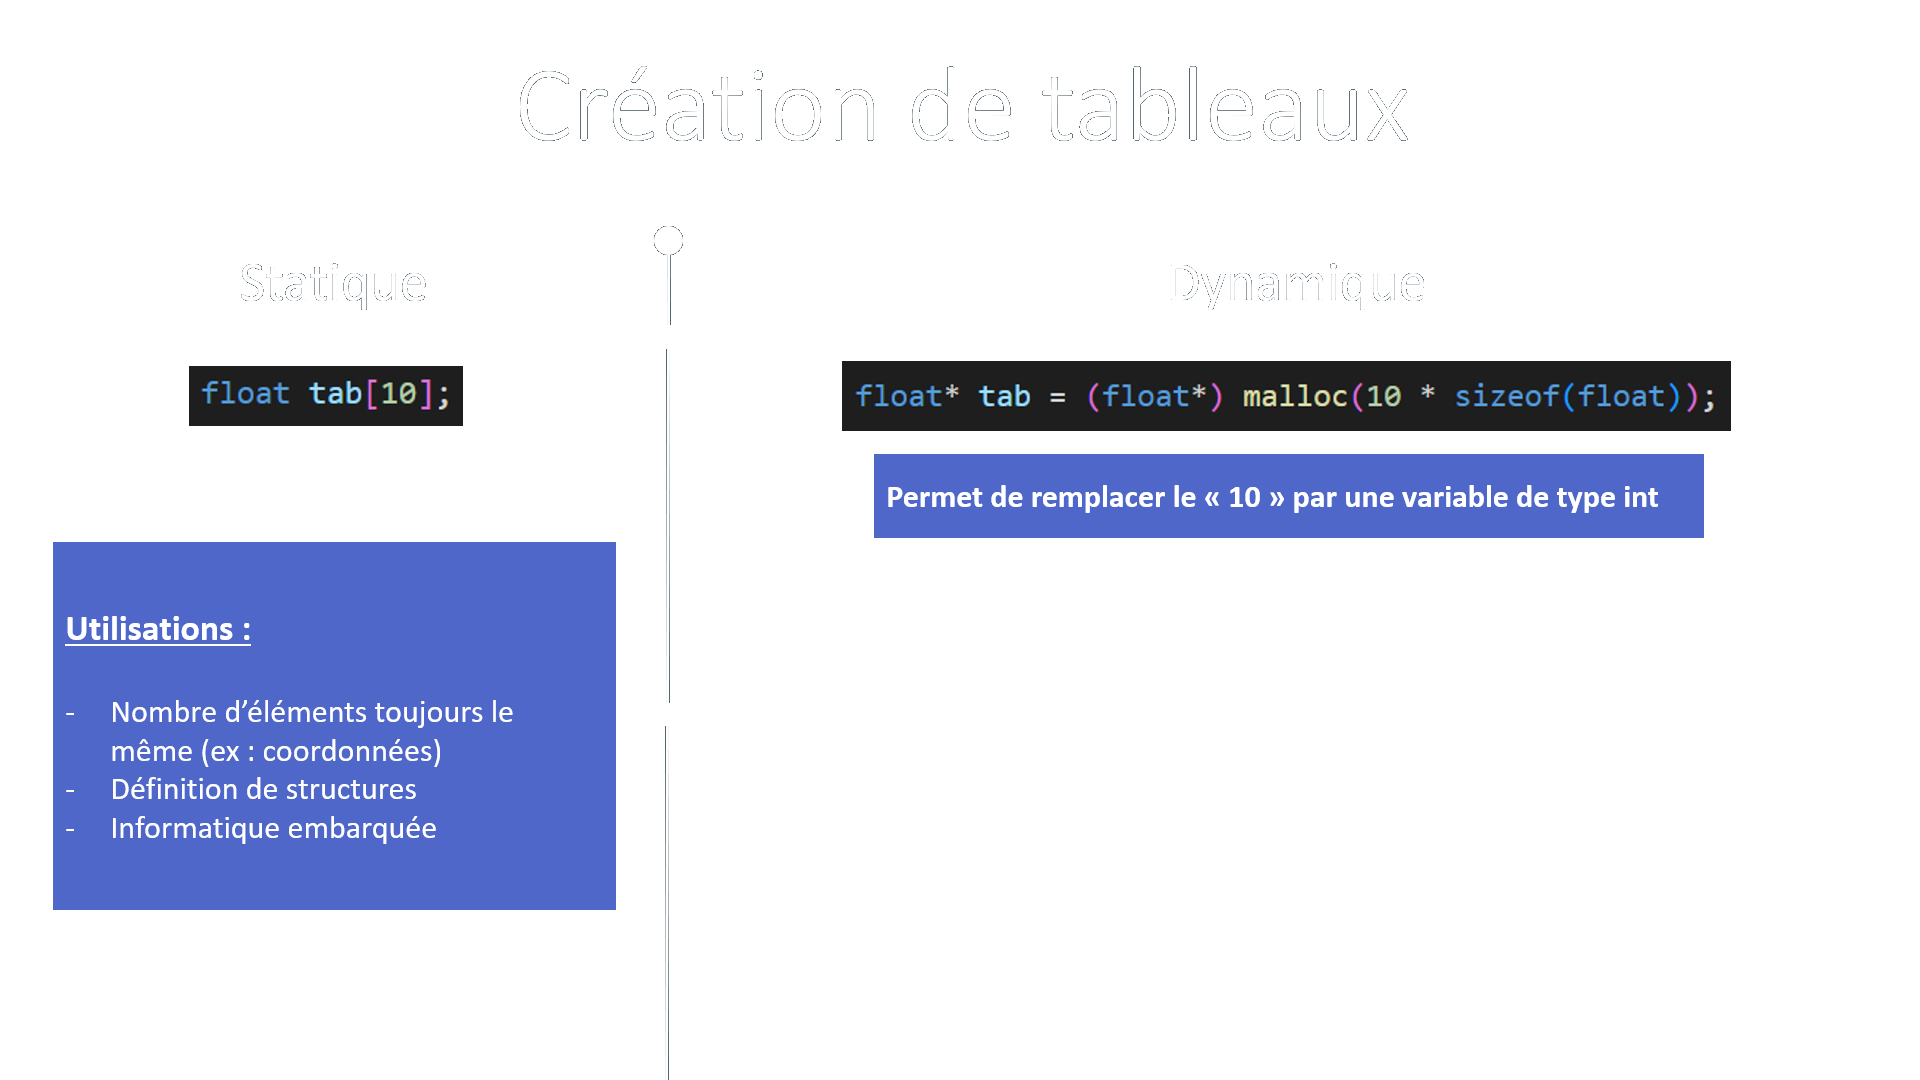 Création de tableaux
Statique
float tab[10];
Utilisations :
- Nombre d’éléments toujours le
même (ex : coordonnées)
- Définition de structures
- Informatique embarquée
Dynamique
float* tab = (float*) malloc(10 * sizeof(float));
Permet de remplacer le « 10 » par une variable de type int